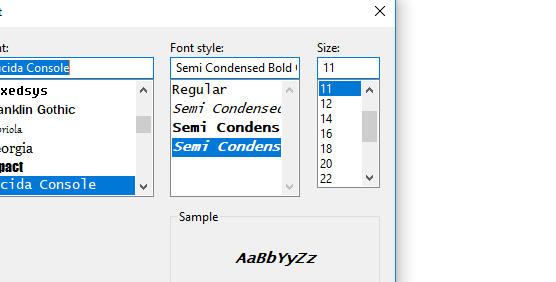 t
nt: Font style: Size:
cida Console Semi Condensed Bold 11
xedsys Regular 11
anklin Gothic Semi Condensed 12
briola Semi Condens 14
eorgia Semi Condens 16
pact 18
cida Console 20
22
Sample
AaBbYyZz